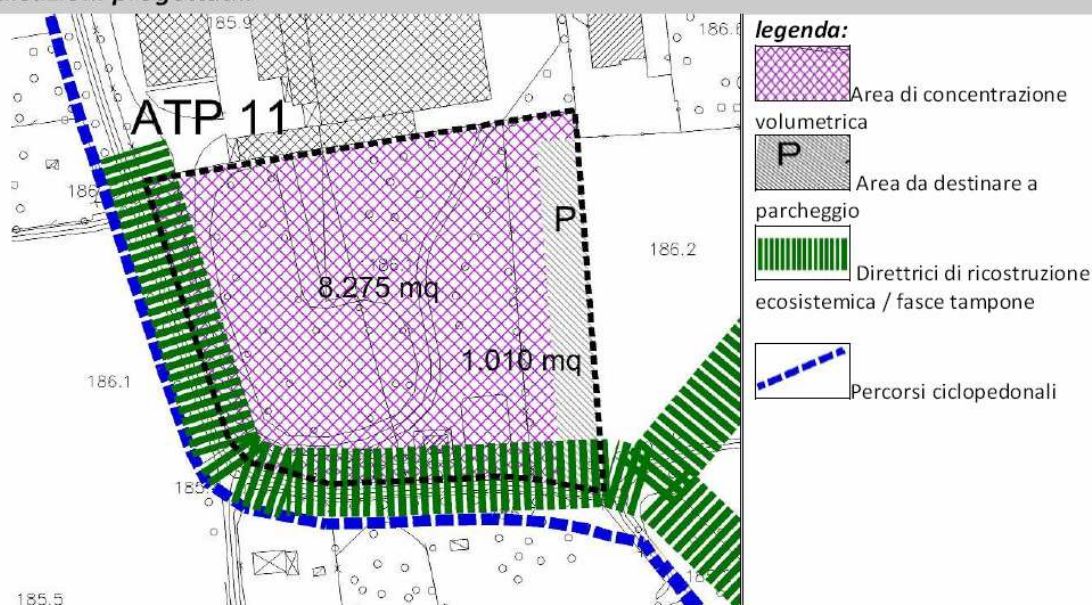 185.9
186.6
ATP 11
P
186.2
8.275 mq
1.010 mq
186.1
185.5
legenda:
Area di concentrazione
volumetrica
P
Area da destinare a
parcheggio
Direttrici di ricostruzione
ecosistemica / fasce tampone
Percorsi ciclopedonali